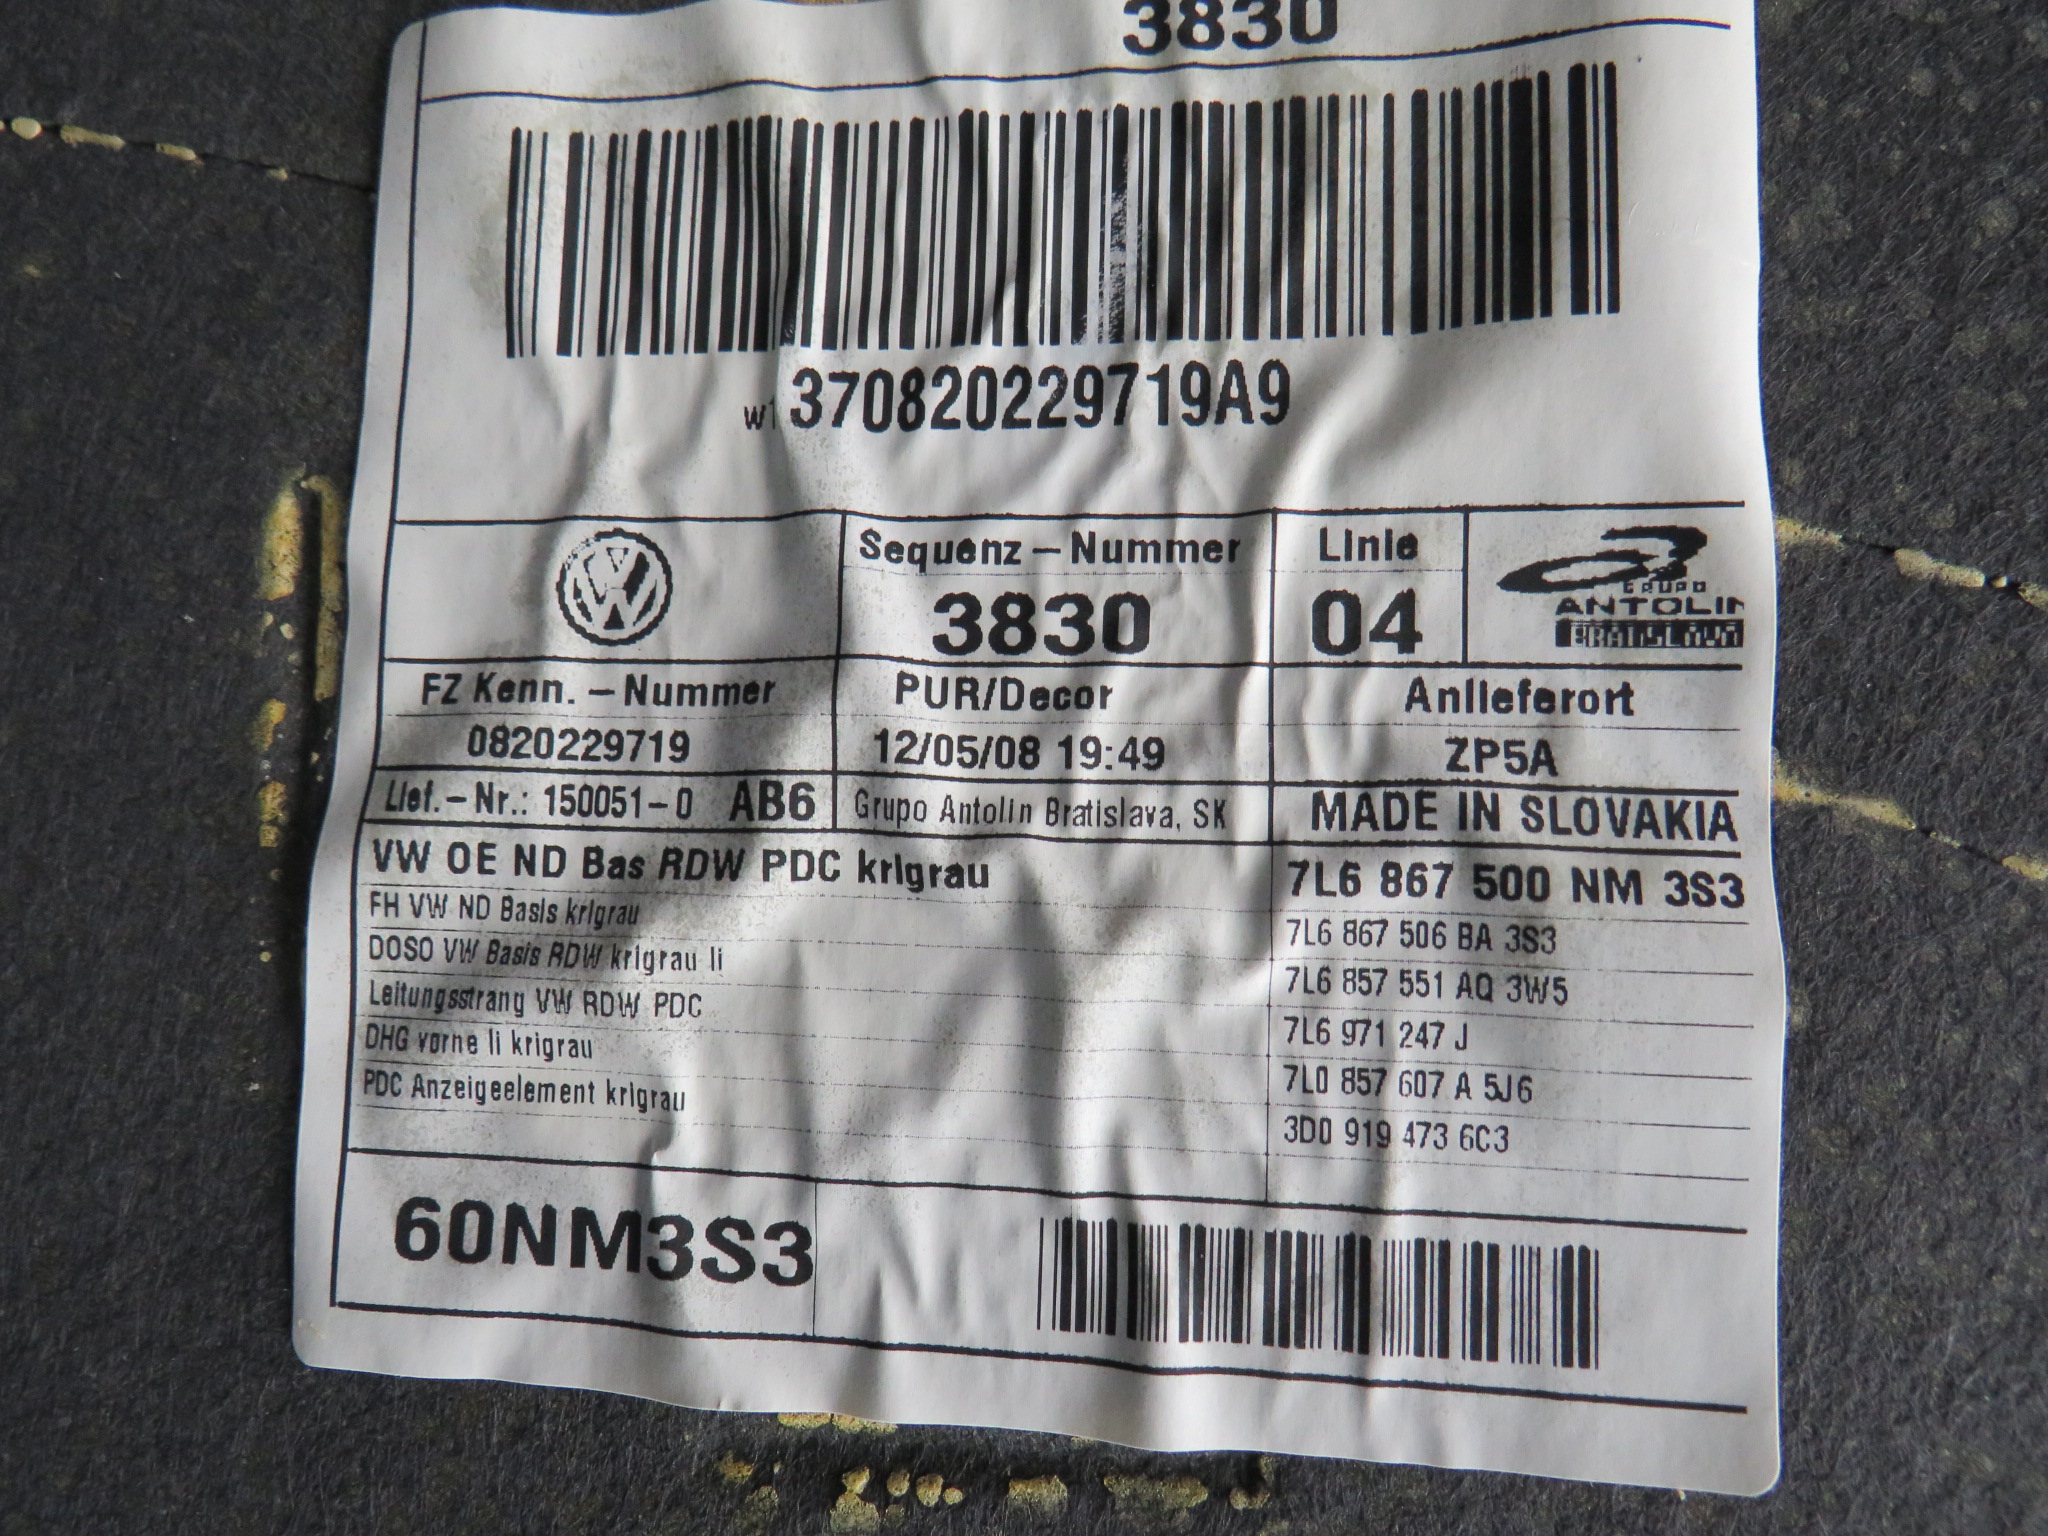 3830
w1 370820229719A9
Sequenz - Nummer
Linie
GRUPO
ANTOLIN
BRATISLAVA
3830
04
FZ Kenn. - Nummer
PUR/Decor
Anlieferort
0820229719
12/05/08 19:49
ZP5A
Lief. - Nr.: 150051-0 AB6
Grupo Antolin Bratislava, SK
MADE IN SLOVAKIA
VW OE ND Bas RDW PDC krigrau
7L6 867 500 NM 3S3
FH VW ND Basis krigrau
7L6 867 506 BA 3S3
DOSO VW Basis RDW krigrau li
7L6 857 551 AQ 3W5
Leitungsstrang VW RDW PDC
7L6 971 247 J
DHG vorne li krigrau
7L0 857 607 A 5J6
PDC Anzeigeelement krigrau
3D0 919 473 6C3
60NM3S3